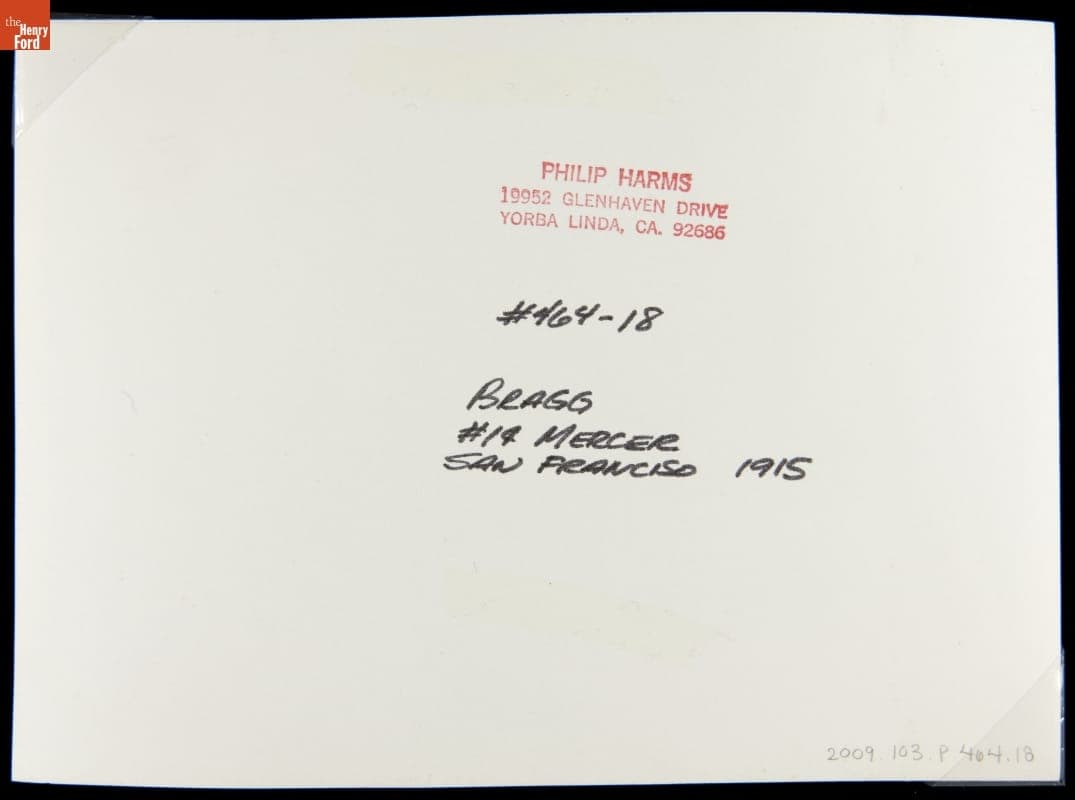 the
Henry
Ford
PHILIP HARMS
19952 GLENHAVEN DRIVE
YORBA LINDA, CA. 92686
#464-18
BRAGG
#14 MERCER
SAN FRANCISO 1915
2009.103.P 464.18